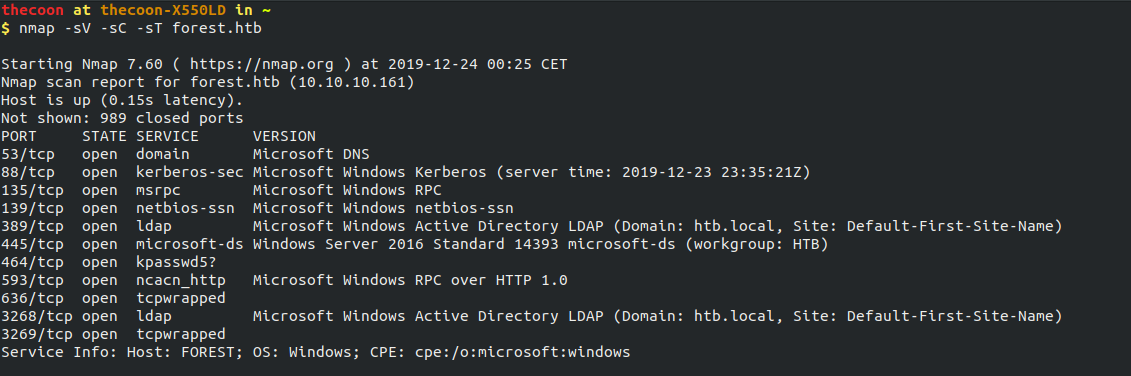 thecoon at thecoon-X550LD in ~
$ nmap -sV -sC -sT forest.htb

Starting Nmap 7.60 ( https://nmap.org ) at 2019-12-24 00:25 CET
Nmap scan report for forest.htb (10.10.10.161)
Host is up (0.15s latency).
Not shown: 989 closed ports
PORT     STATE SERVICE      VERSION
53/tcp   open  domain       Microsoft DNS
88/tcp   open  kerberos-sec Microsoft Windows Kerberos (server time: 2019-12-23 23:35:21Z)
135/tcp  open  msrpc        Microsoft Windows RPC
139/tcp  open  netbios-ssn  Microsoft Windows netbios-ssn
389/tcp  open  ldap         Microsoft Windows Active Directory LDAP (Domain: htb.local, Site: Default-First-Site-Name)
445/tcp  open  microsoft-ds Windows Server 2016 Standard 14393 microsoft-ds (workgroup: HTB)
464/tcp  open  kpasswd5?
593/tcp  open  ncacn_http   Microsoft Windows RPC over HTTP 1.0
636/tcp  open  tcpwrapped
3268/tcp open  ldap         Microsoft Windows Active Directory LDAP (Domain: htb.local, Site: Default-First-Site-Name)
3269/tcp open  tcpwrapped
Service Info: Host: FOREST; OS: Windows; CPE: cpe:/o:microsoft:windows